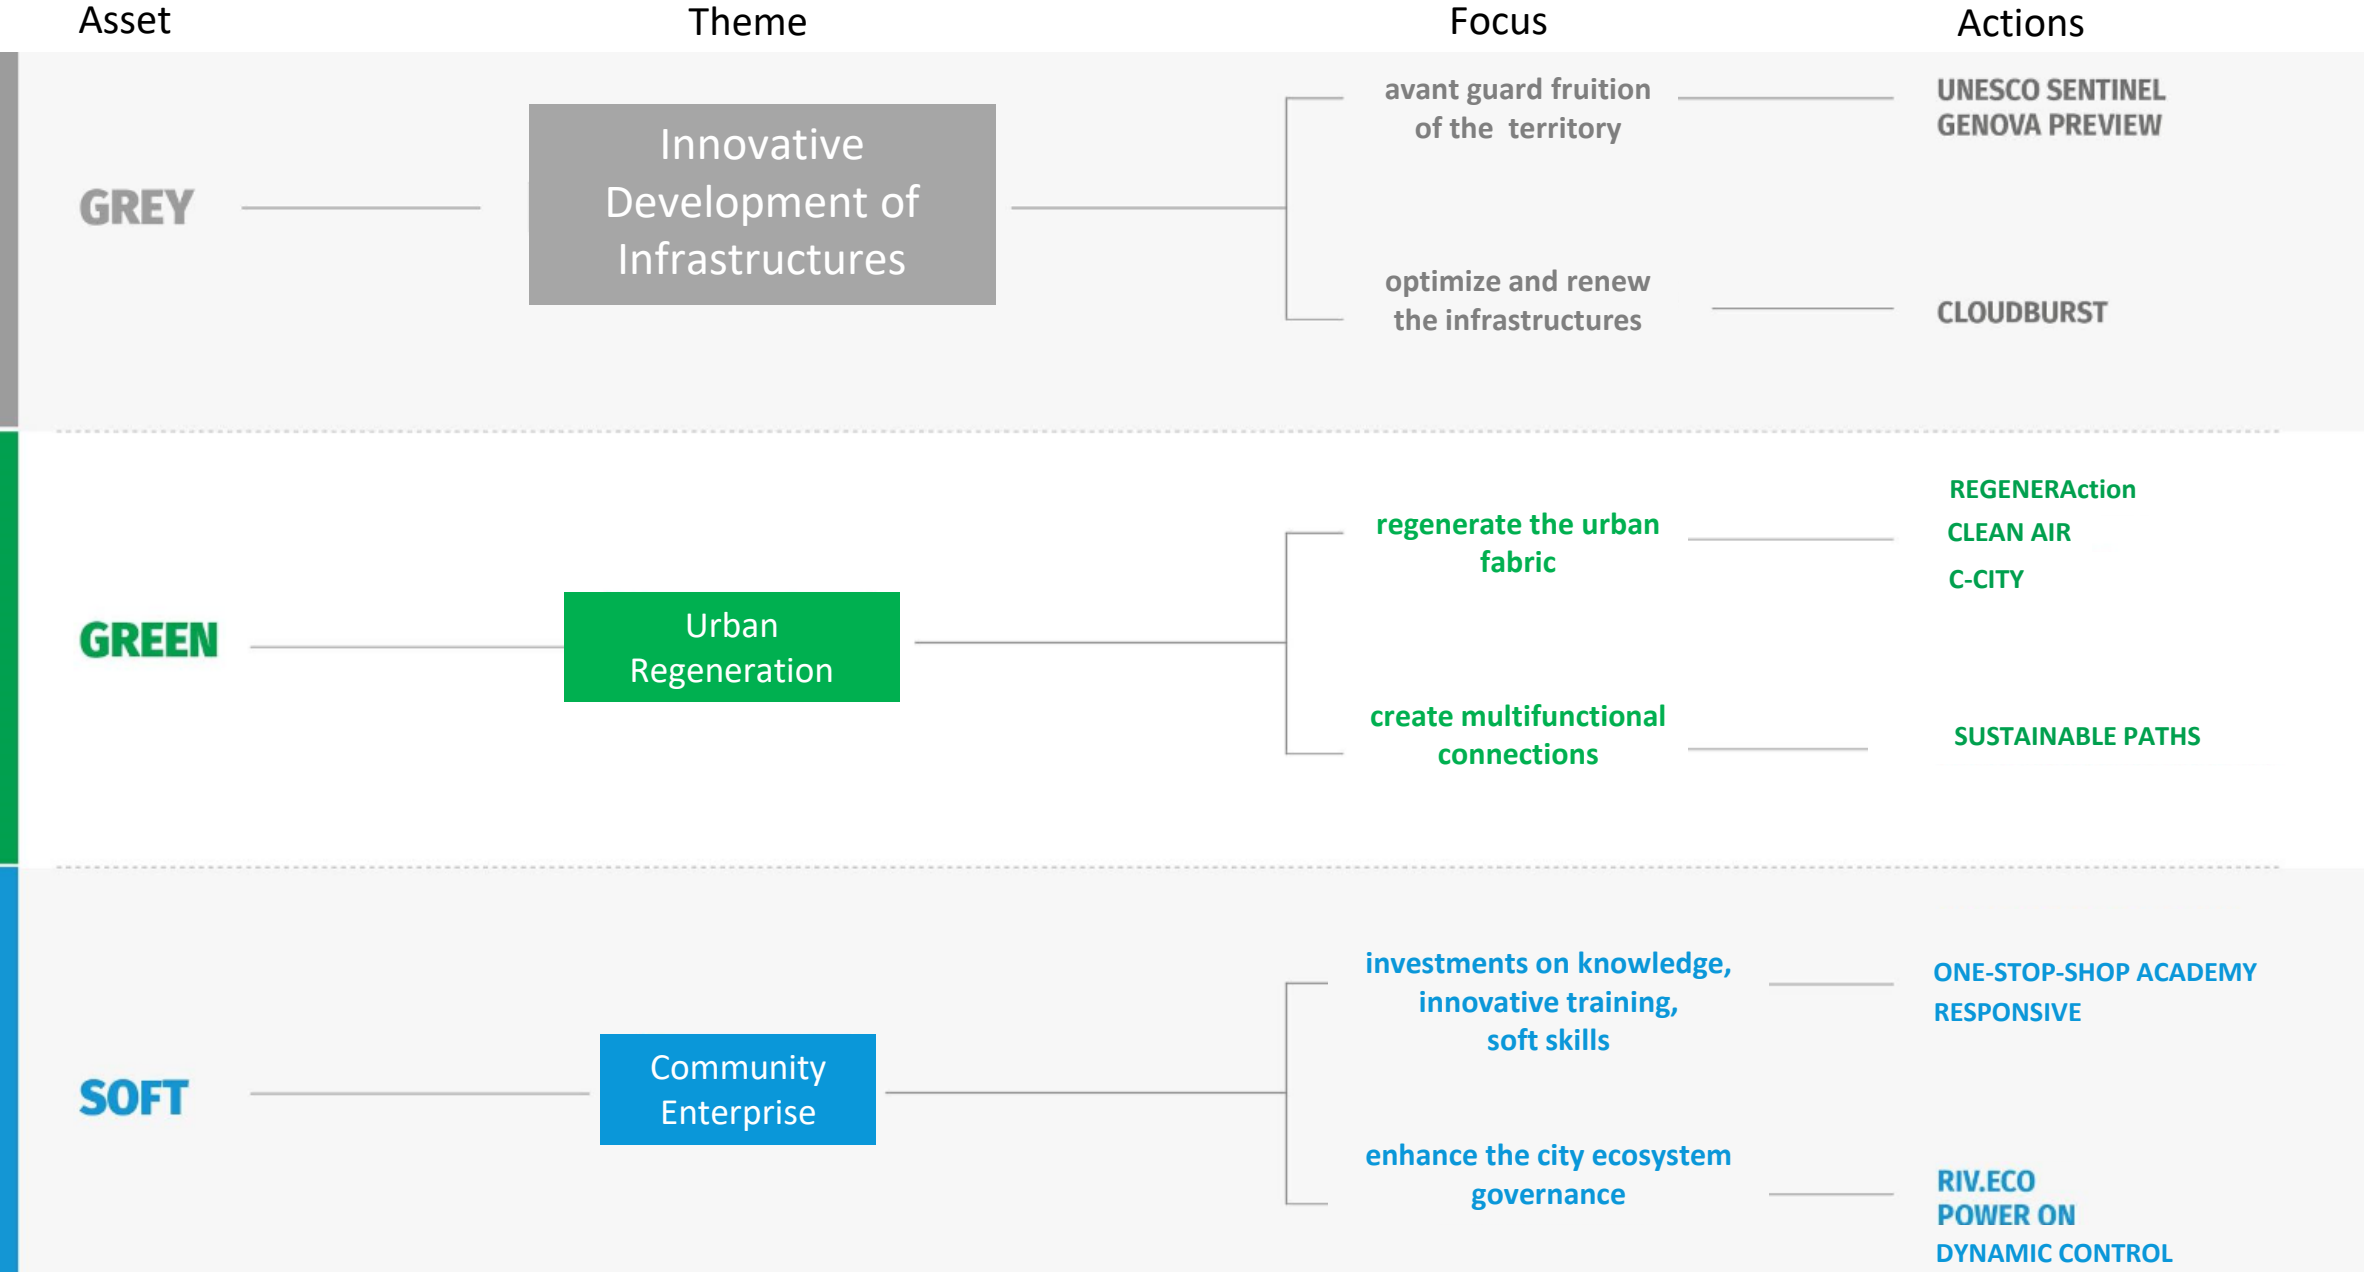 Asset Theme Focus Actions
GREY
Innovative
Development of
Infrastructures
avant guard fruition
of the territory
UNESCO SENTINEL
GENOVA PREVIEW
optimize and renew
the infrastructures
CLOUDBURST
GREEN
Urban
Regeneration
regenerate the urban
fabric
REGENERAction
CLEAN AIR
C-CITY
create multifunctional
connections
SUSTAINABLE PATHS
SOFT
Community
Enterprise
investments on knowledge,
innovative training,
soft skills
ONE-STOP-SHOP ACADEMY
RESPONSIVE
enhance the city ecosystem
governance
RIV.ECO
POWER ON
DYNAMIC CONTROL